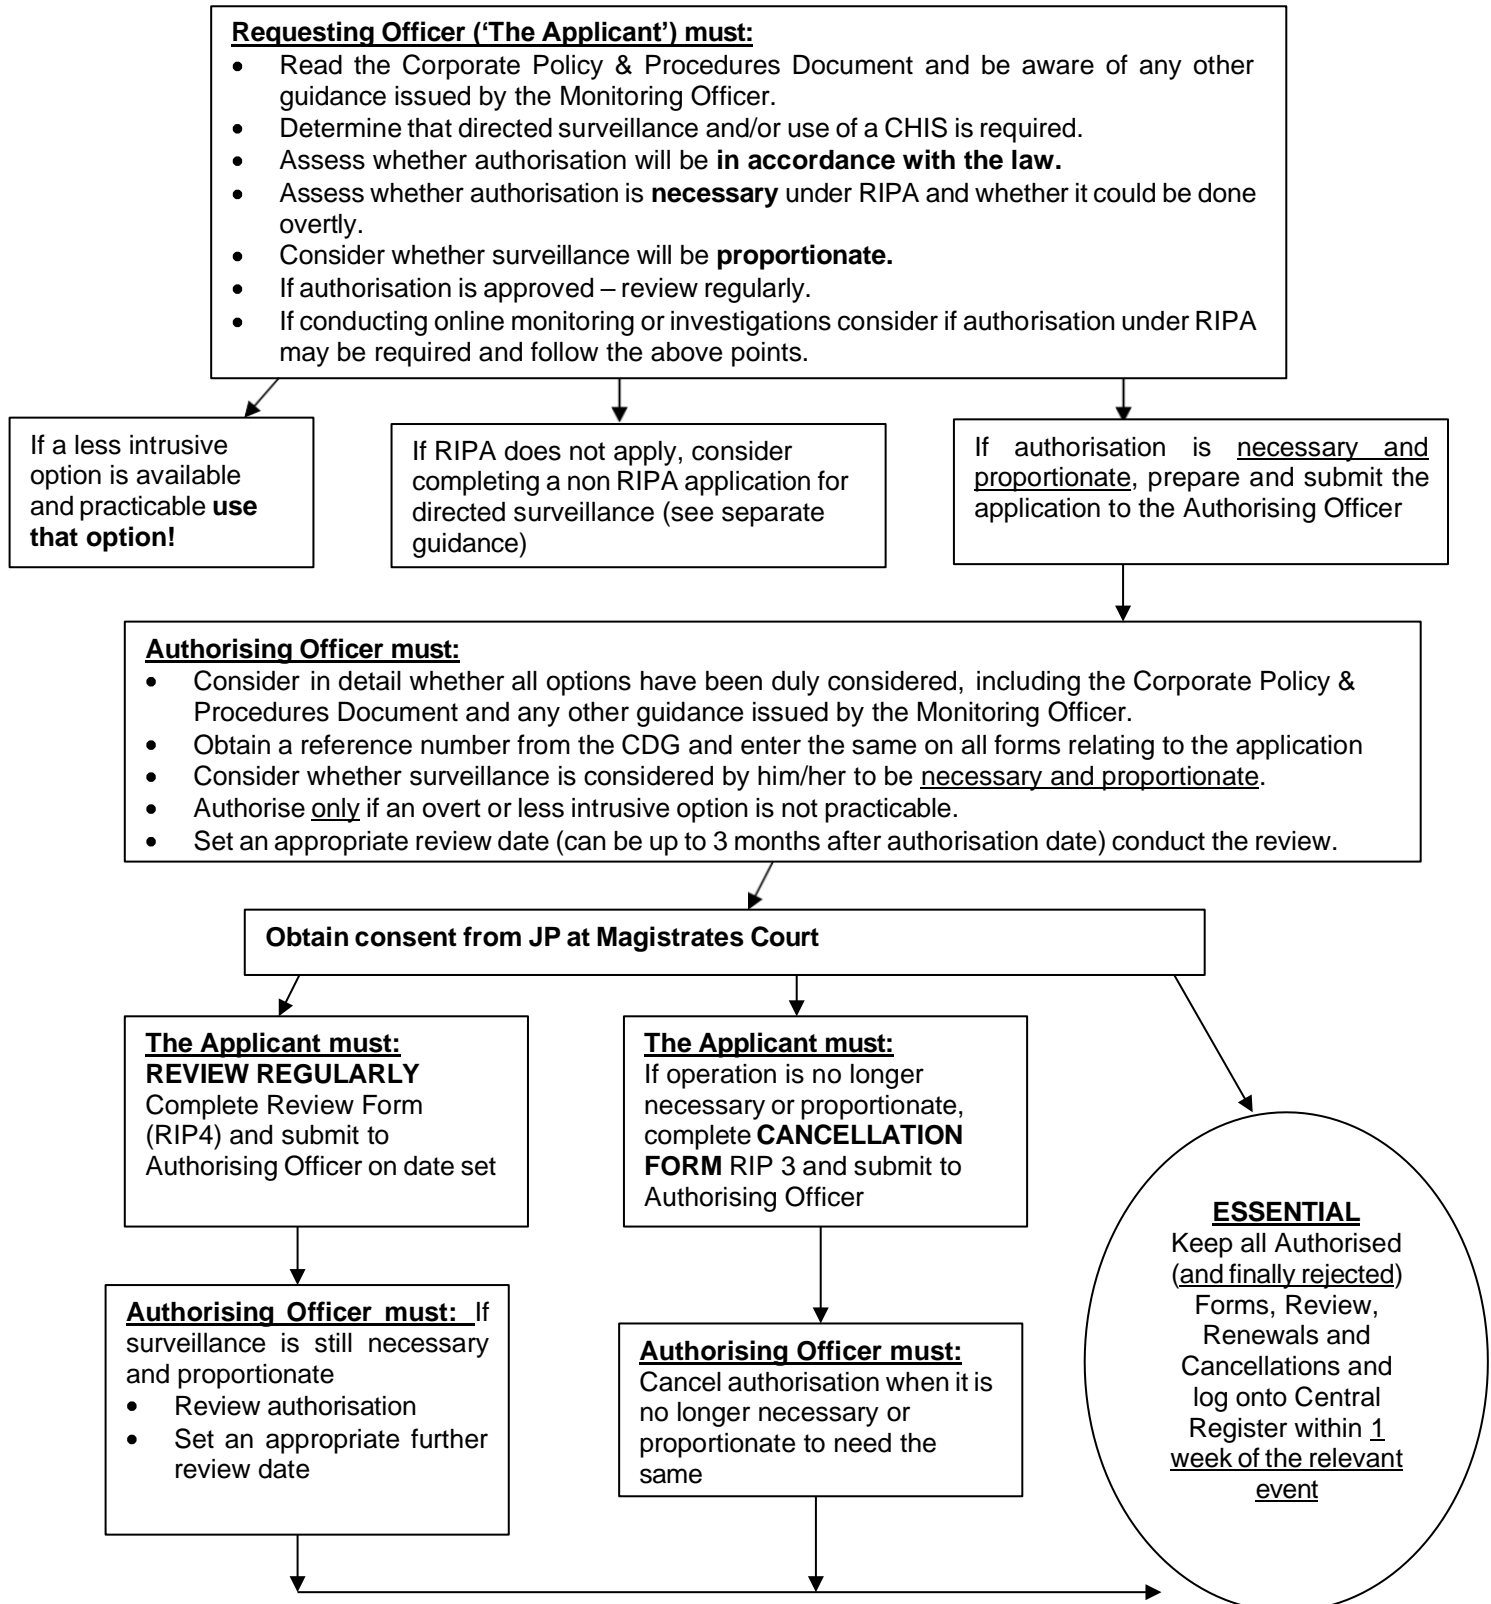 Requesting Officer (‘The Applicant’) must:
• Read the Corporate Policy & Procedures Document and be aware of any other
guidance issued by the Monitoring Officer.
• Determine that directed surveillance and/or use of a CHIS is required.
• Assess whether authorisation will be in accordance with the law.
• Assess whether authorisation is necessary under RIPA and whether it could be done
overtly.
• Consider whether surveillance will be proportionate.
• If authorisation is approved – review regularly.
• If conducting online monitoring or investigations consider if authorisation under RIPA
may be required and follow the above points.
If a less intrusive
option is available
and practicable use
that option!
If RIPA does not apply, consider
completing a non RIPA application for
directed surveillance (see separate
guidance)
If authorisation is necessary and
proportionate, prepare and submit the
application to the Authorising Officer
Authorising Officer must:
• Consider in detail whether all options have been duly considered, including the Corporate Policy &
Procedures Document and any other guidance issued by the Monitoring Officer.
• Obtain a reference number from the CDG and enter the same on all forms relating to the application
• Consider whether surveillance is considered by him/her to be necessary and proportionate.
• Authorise only if an overt or less intrusive option is not practicable.
• Set an appropriate review date (can be up to 3 months after authorisation date) conduct the review.
Obtain consent from JP at Magistrates Court
The Applicant must:
REVIEW REGULARLY
Complete Review Form
(RIP4) and submit to
Authorising Officer on date set
The Applicant must:
If operation is no longer
necessary or proportionate,
complete CANCELLATION
FORM RIP 3 and submit to
Authorising Officer
Authorising Officer must: If
surveillance is still necessary
and proportionate
• Review authorisation
• Set an appropriate further
review date
Authorising Officer must:
Cancel authorisation when it is
no longer necessary or
proportionate to need the
same
ESSENTIAL
Keep all Authorised
(and finally rejected)
Forms, Review,
Renewals and
Cancellations and
log onto Central
Register within 1
week of the relevant
event